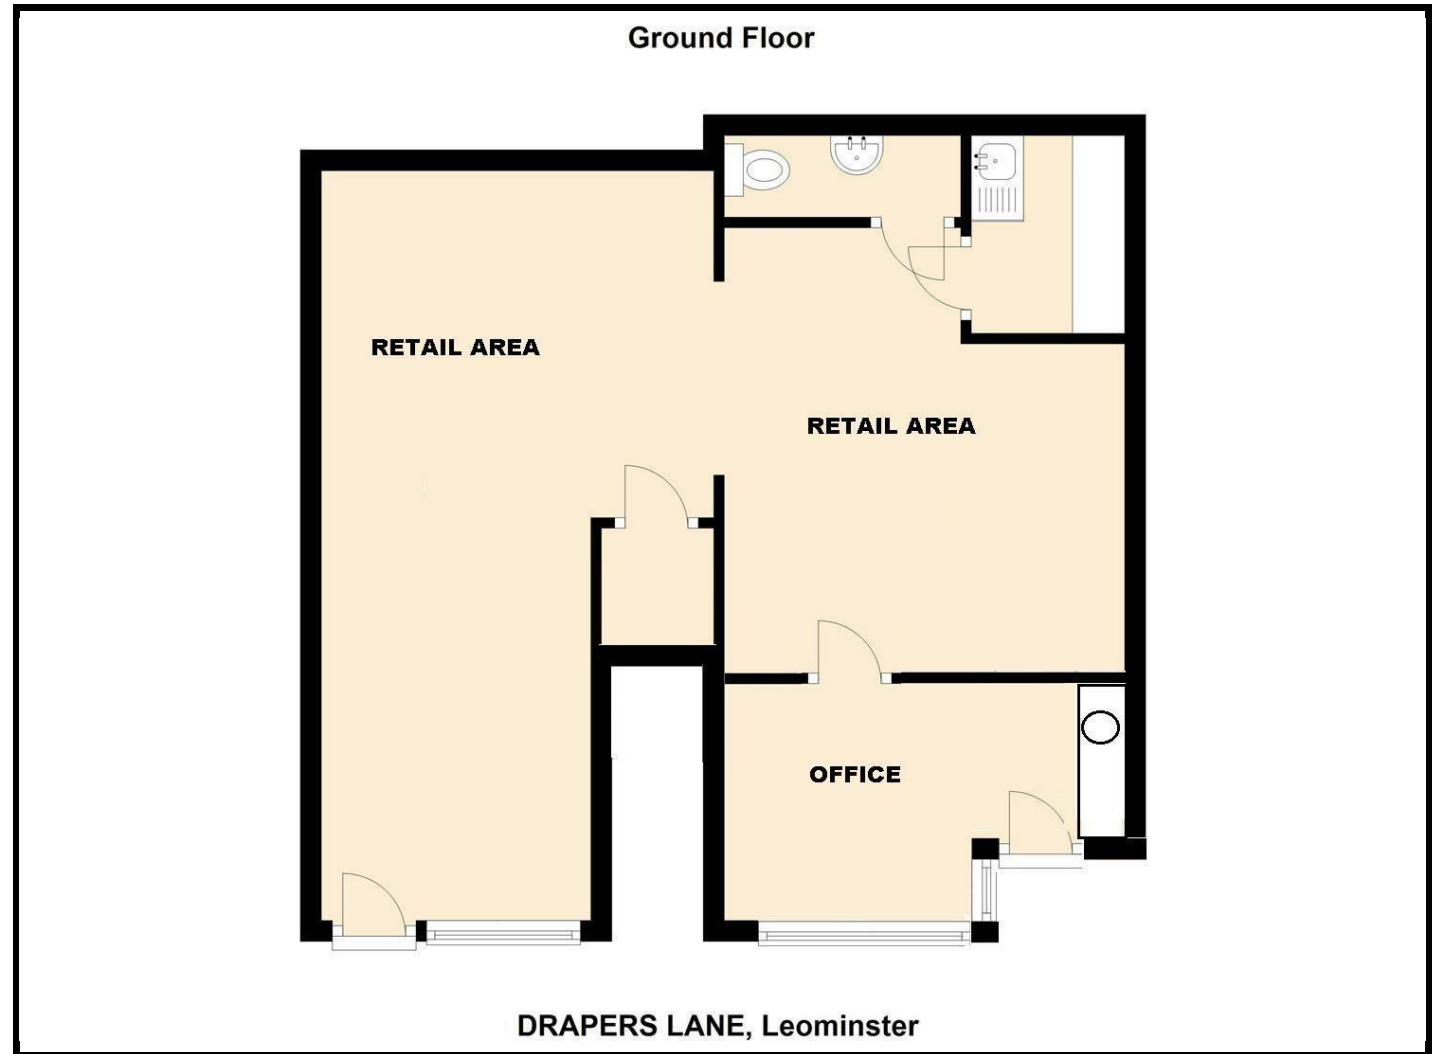 Ground Floor
RETAIL AREA
RETAIL AREA
OFFICE
DRAPERS LANE, Leominster